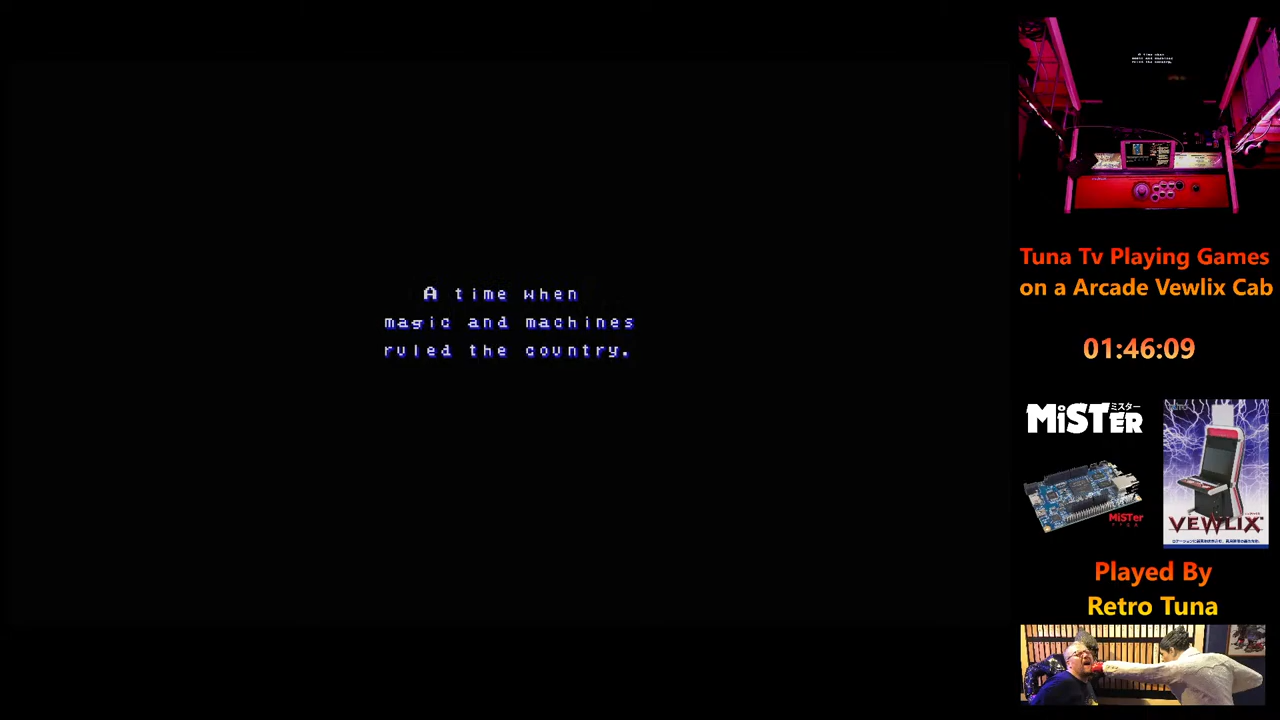 A time when
magic and machines
ruled the country.
Tuna Tv Playing Games
on a Arcade Vewlix Cab
01:46:09
MiSTer
ミスター
MiSTer
TAITO
VEWLIX
Played By
Retro Tuna